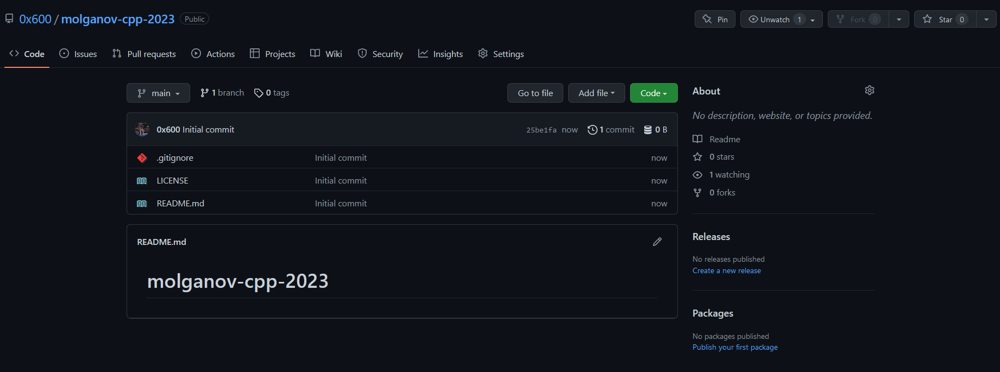 0x600 / molganov-cpp-2023 Public Pin Unwatch 1 Fork 0 Star 0
Code Issues Pull requests Actions Projects Wiki Security Insights Settings
main 1 branch 0 tags Go to file Add file Code
0x600 Initial commit 25be1fa now 1 commit 0 B
.gitignore Initial commit now
LICENSE Initial commit now
README.md Initial commit now
README.md
molganov-cpp-2023
About
No description, website, or topics provided.
Readme
0 stars
1 watching
0 forks
Releases
No releases published
Create a new release
Packages
No packages published
Publish your first package